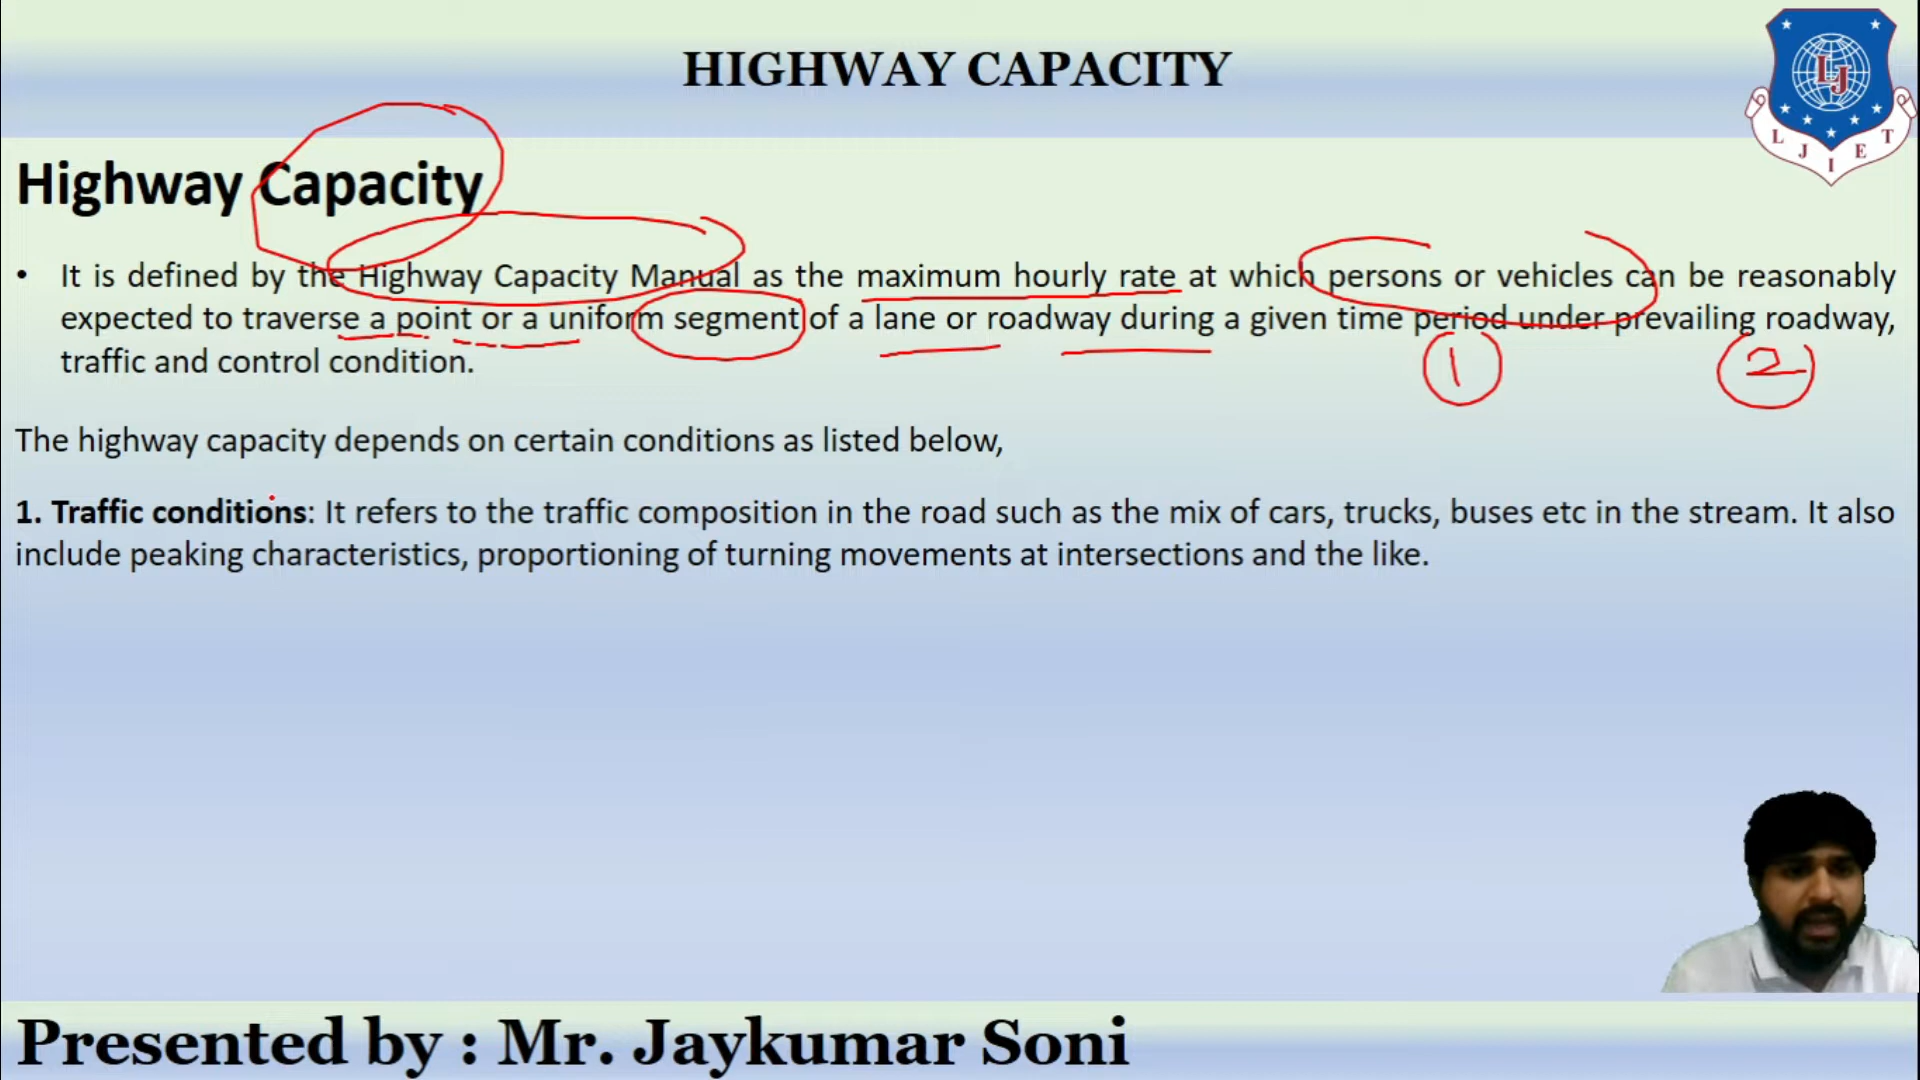 HIGHWAY CAPACITY
LJ
L J I E T
Highway Capacity
• It is defined by the Highway Capacity Manual as the maximum hourly rate at which persons or vehicles can be reasonably
expected to traverse a point or a uniform segment of a lane or roadway during a given time period under prevailing roadway,
traffic and control condition.
1 2
The highway capacity depends on certain conditions as listed below,
1. Traffic conditions: It refers to the traffic composition in the road such as the mix of cars, trucks, buses etc in the stream. It also
include peaking characteristics, proportioning of turning movements at intersections and the like.
Presented by : Mr. Jaykumar Soni